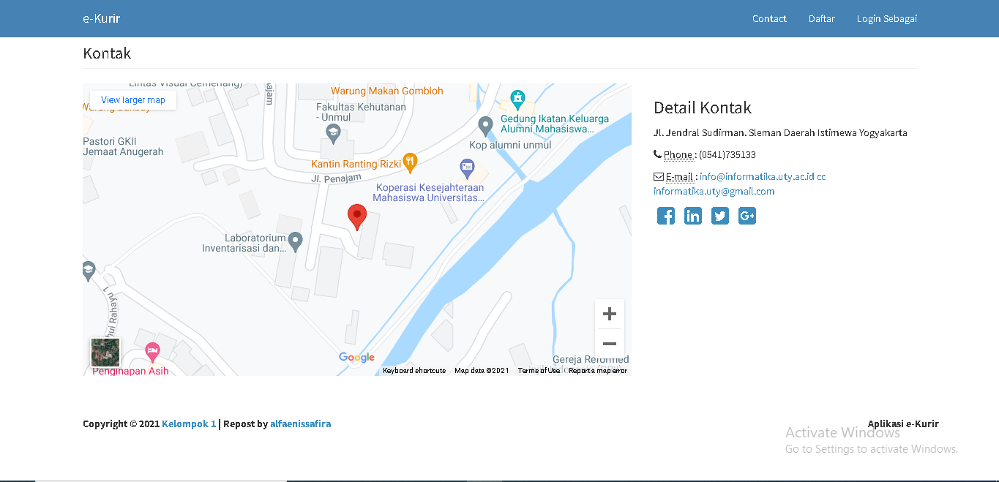 e-Kurir
Contact
Daftar
Login Sebagai
Kontak
View larger map
Warung Makan Gombloh
Fakultas Kehutanan
- Unmul
Gedung Ikatan Keluarga
Alumni Mahasiswa...
Pastori GKII
Jemaat Anugerah
Kop alumni unmul
Kantin Ranting Rizki
Jl. Penajam
Koperasi Kesejahteraan
Mahasiswa Universitas...
Laboratorium
Inventarisasi dan...
hui Rahayu
Penginapan Asih
Google
Gereja Reformed
Keyboard shortcuts
Map data ©2021
Terms of Use
Report a map error
Detail Kontak
Jl. Jendral Sudirman. Sleman Daerah Istimewa Yogyakarta
Phone : (0541)735133
E-mail : info@informatika.uty.ac.id cc
informatika.uty@gmail.com
Copyright © 2021 Kelompok 1 | Repost by alfaenissafira
Aplikasi e-Kurir
Activate Windows
Go to Settings to activate Windows.